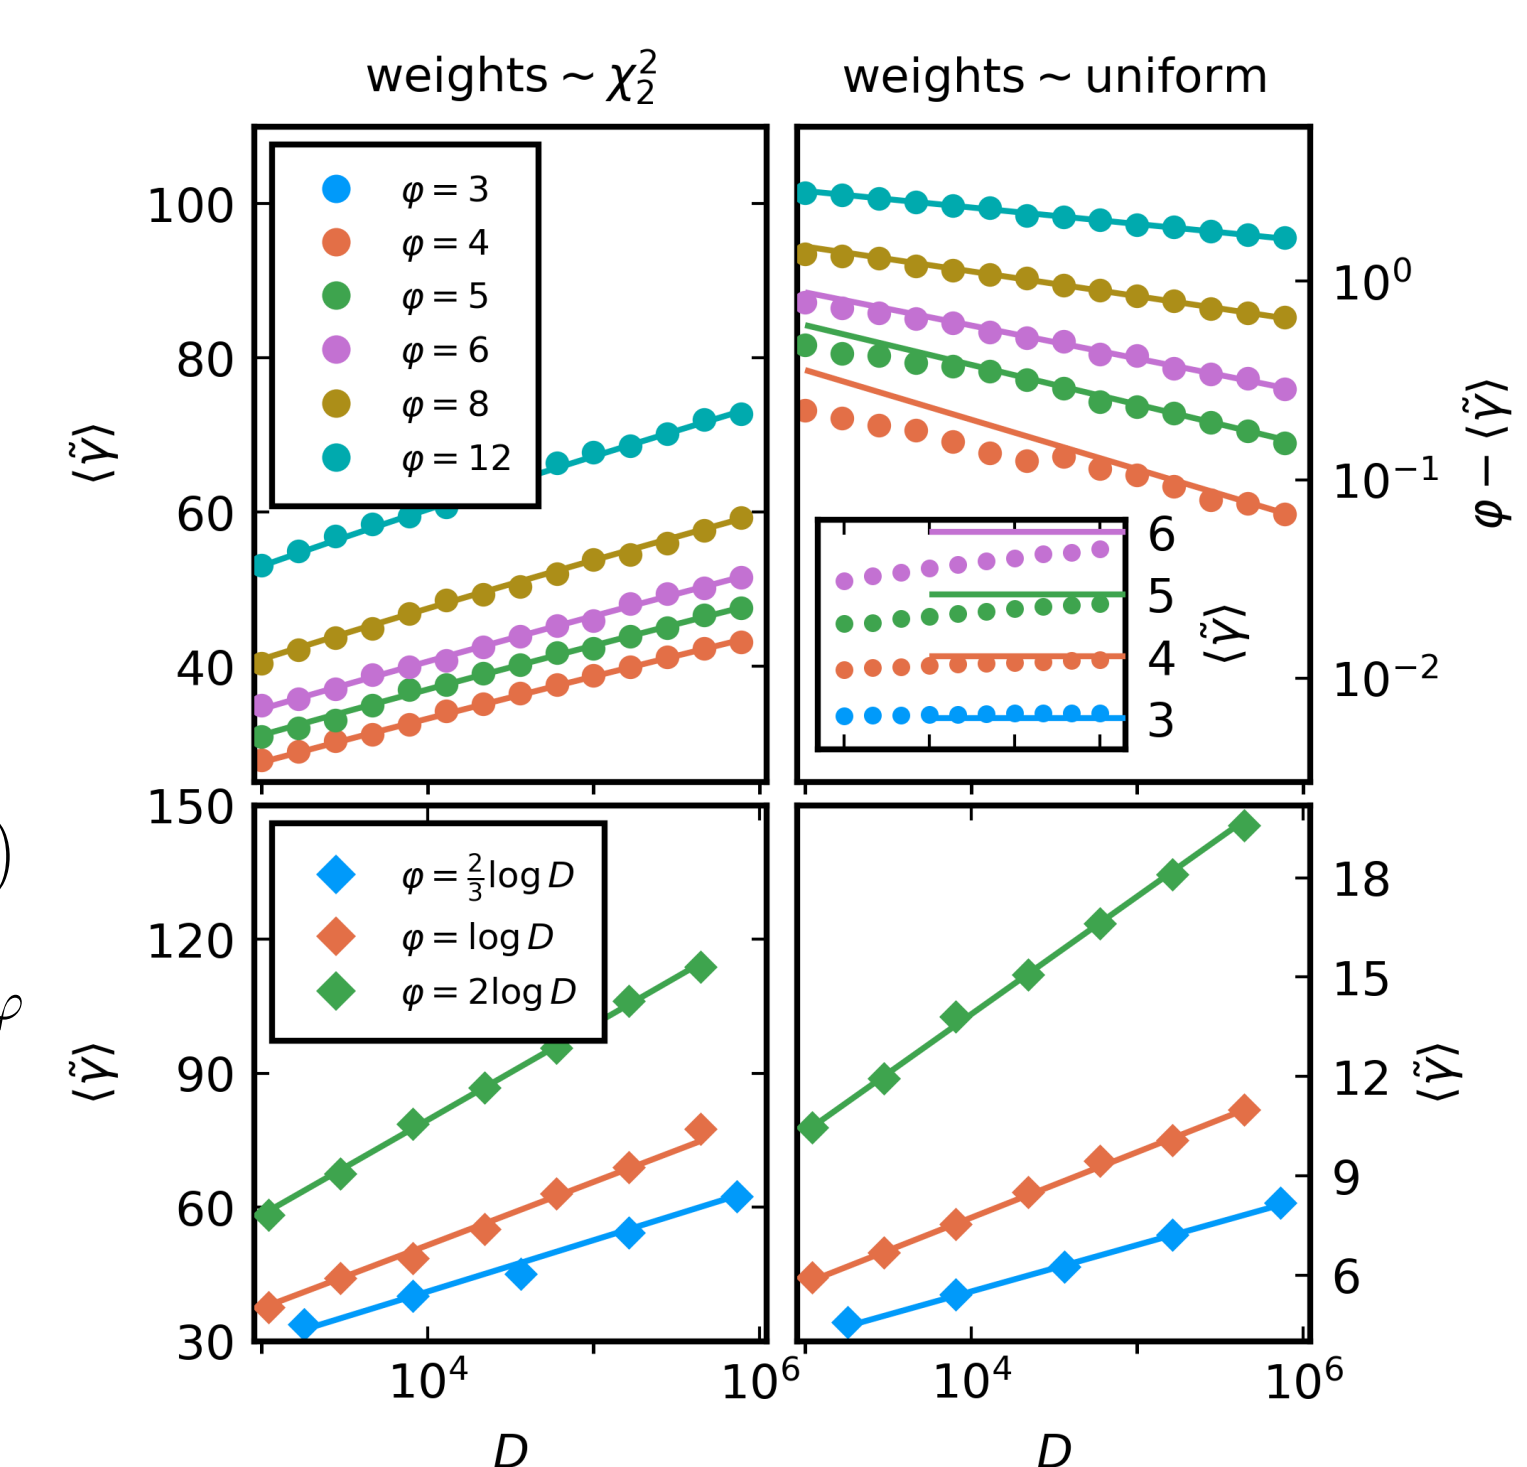 weights ~ χ₂²
weights ~ uniform
⟨γ̃⟩
100
80
60
40
φ = 3
φ = 4
φ = 5
φ = 6
φ = 8
φ = 12
10⁰
10⁻¹
10⁻²
φ − ⟨γ̃⟩
6
5
4
3
⟨γ̃⟩
)
φ
⟨γ̃⟩
150
120
90
60
30
φ = 2/3 log D
φ = log D
φ = 2log D
18
15
12
9
6
⟨γ̃⟩
10⁴
10⁶
10⁴
10⁶
D
D